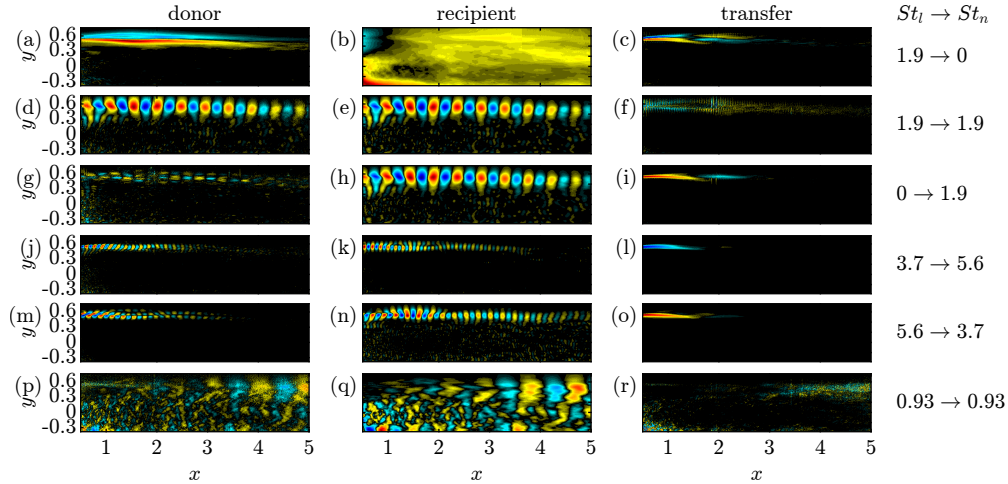 donor recipient transfer $St_l \to St_n$
(a) y 0.6 0.3 0 -0.3 (b) (c) 1.9 → 0
(d) y 0.6 0.3 0 -0.3 (e) (f) 1.9 → 1.9
(g) y 0.6 0.3 0 -0.3 (h) (i) 0 → 1.9
(j) y 0.6 0.3 0 -0.3 (k) (l) 3.7 → 5.6
(m) y 0.6 0.3 0 -0.3 (n) (o) 5.6 → 3.7
(p) y 0.6 0.3 0 -0.3 (q) (r) 0.93 → 0.93
1 2 3 4 5 1 2 3 4 5 1 2 3 4 5
x x x